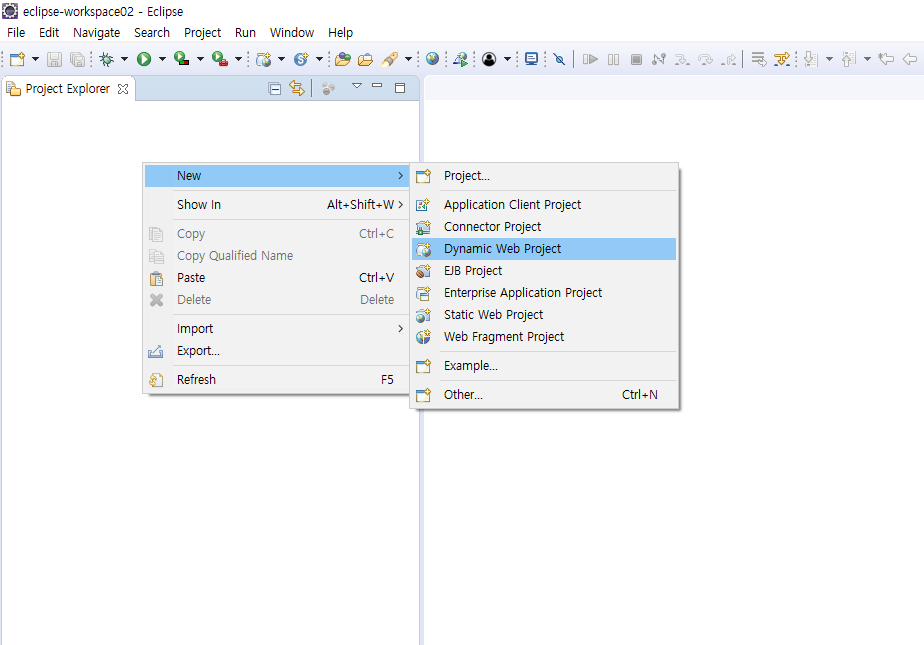 eclipse-workspace02 - Eclipse
File Edit Navigate Search Project Run Window Help
Project Explorer
New
Show In Alt+Shift+W
Copy Ctrl+C
Copy Qualified Name
Paste Ctrl+V
Delete Delete
Import
Export...
Refresh F5
Project...
Application Client Project
Connector Project
Dynamic Web Project
EJB Project
Enterprise Application Project
Static Web Project
Web Fragment Project
Example...
Other... Ctrl+N